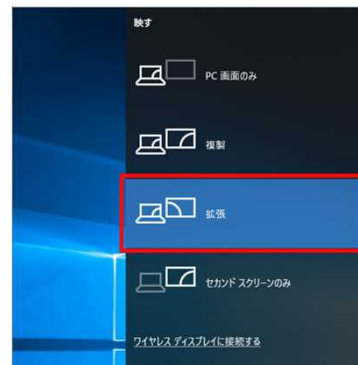 映す
PC 画面のみ
複製
拡張
セカンド スクリーンのみ
ワイヤレス ディスプレイに接続する